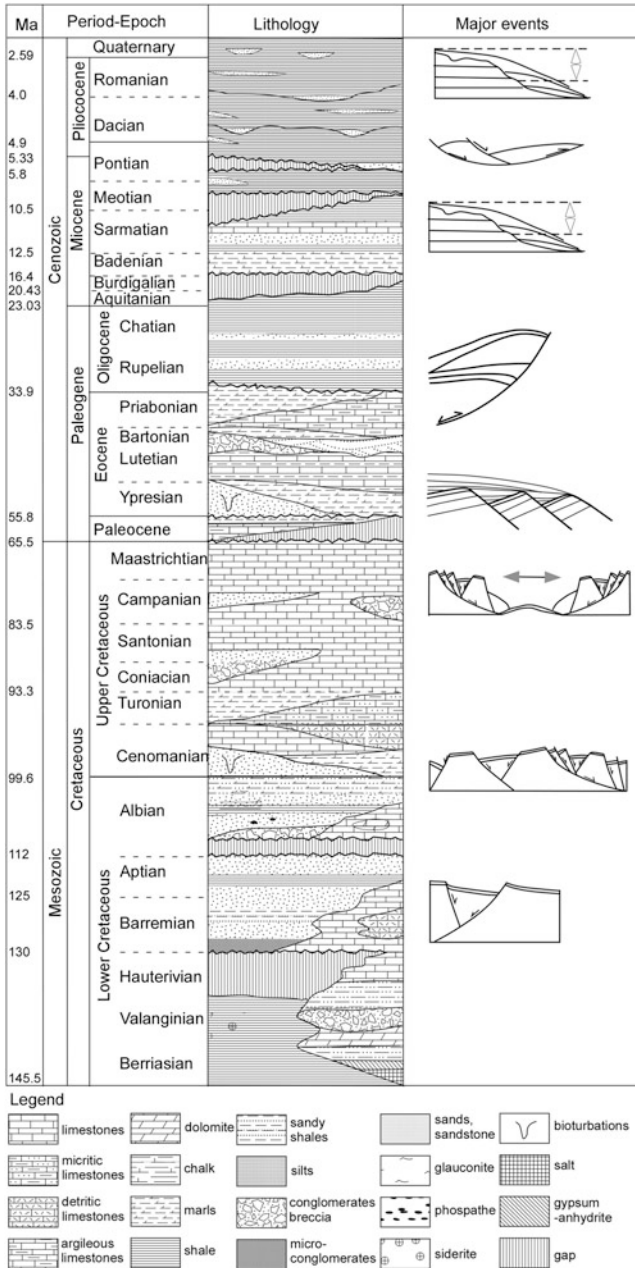 Ma
Period-Epoch
Lithology
Major events
Quaternary
2.59
Romanian
4.0
Pliococene
Dacian
4.9
5.33
Pontian
5.8
Meotian
10.5
Miocene
Sarmatian
12.5
Badenian
16.4
Burdigalian
20.43
Aquitanian
23.03
Cenozoic
Chatian
Oligocene
Rupelian
33.9
Paleogene
Priabonian
Bartonian
Eocene
Lutetian
Ypresian
55.8
Paleocene
65.5
Maastrichtian
Campanian
83.5
Upper Cretaceous
Santonian
Coniacian
93.3
Turonian
Cenomanian
99.6
Cretaceous
Albian
112
Mesozoic
Aptian
125
Barremian
130
Lower Cretaceous
Hauterivian
Valanginian
Berriasian
145.5
Legend
limestones
dolomite
sandy
shales
sands,
sandstone
bioturbations
micritic
limestones
chalk
silts
glauconite
salt
detritic
limestones
marls
conglomerates
breccia
phospathe
gypsum
-anhydrite
argileous
limestones
shale
micro-
conglomerates
siderite
gap